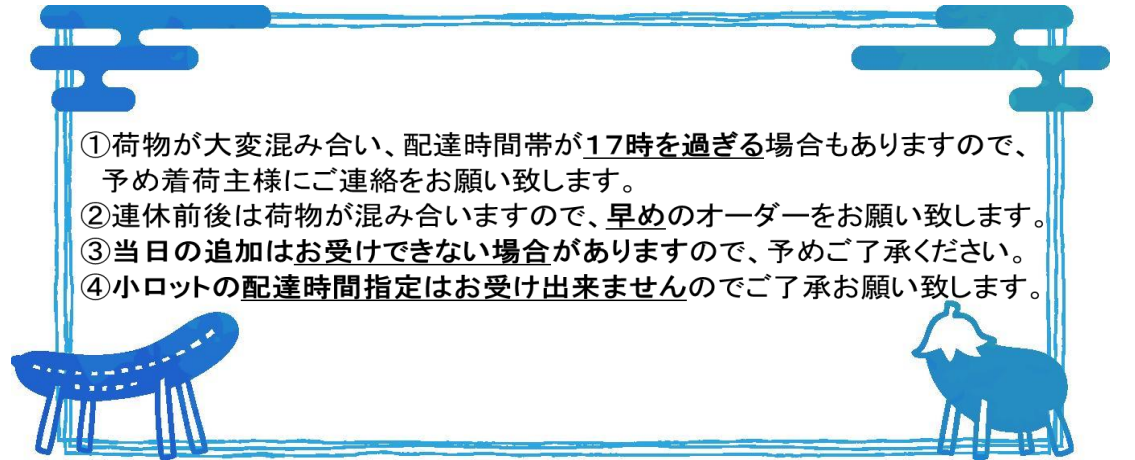 ①荷物が大変混み合い、配達時間帯が17時を過ぎる場合もありますので、
予め着荷主様にご連絡をお願い致します。
②連休前後は荷物が混み合いますので、早めのオーダーをお願い致します。
③当日の追加はお受けできない場合がありますので、予めご了承ください。
④小ロットの配達時間指定はお受け出来ませんのでご了承お願い致します。